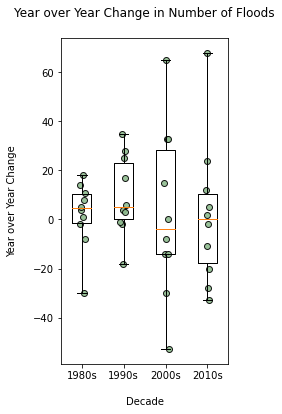 Year over Year Change in Number of Floods
60
40
20
0
−20
−40
Year over Year Change
1980s 1990s 2000s 2010s
Decade